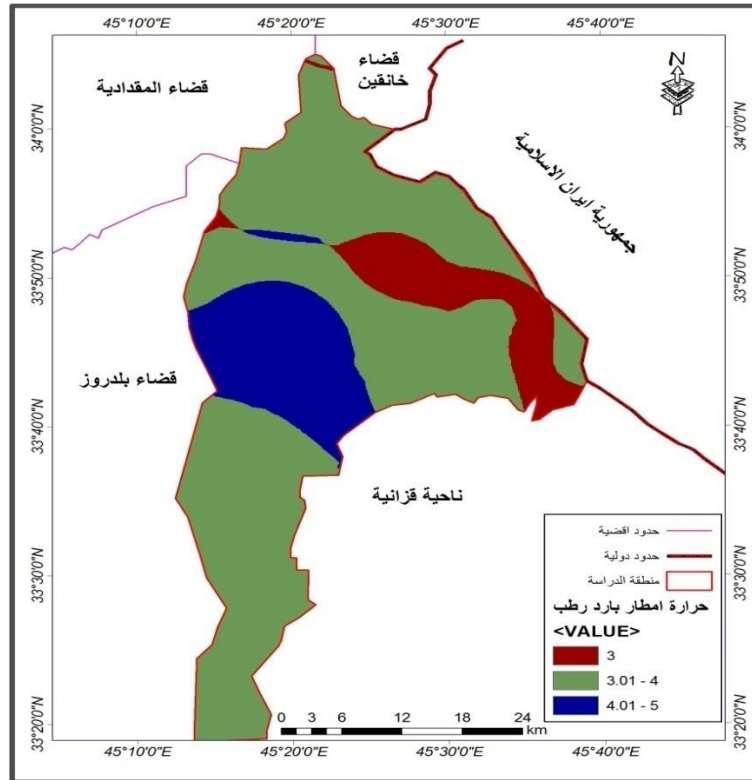 45°10'0"E 45°20'0"E 45°30'0"E 45°40'0"E
قضاء
خانقين
قضاء المقدادية
N
34°0'0"N 34°0'0"N
جمهورية ايران الاسلامية
33°50'0"N 33°50'0"N
قضاء بلدروز
33°40'0"N 33°40'0"N
ناحية قزانية
حدود اقضية
حدود دولية
منطقة الدراسة
33°30'0"N 33°30'0"N
حرارة امطار بارد رطب
<VALUE>
3
3.01 - 4
4.01 - 5
0 3 6 12 18 24
km
33°20'0"N 33°20'0"N
45°10'0"E 45°20'0"E 45°30'0"E 45°40'0"E